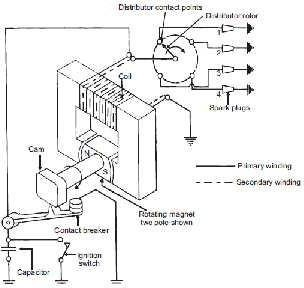 Distributor contact points
Distributor rotor
1
2
3
4
Coil
Spark plugs
Cam
N
S
Primary winding
Secondary winding
Rotating magnet
two pole shown
Contact breaker
Ignition
switch
Capacitor